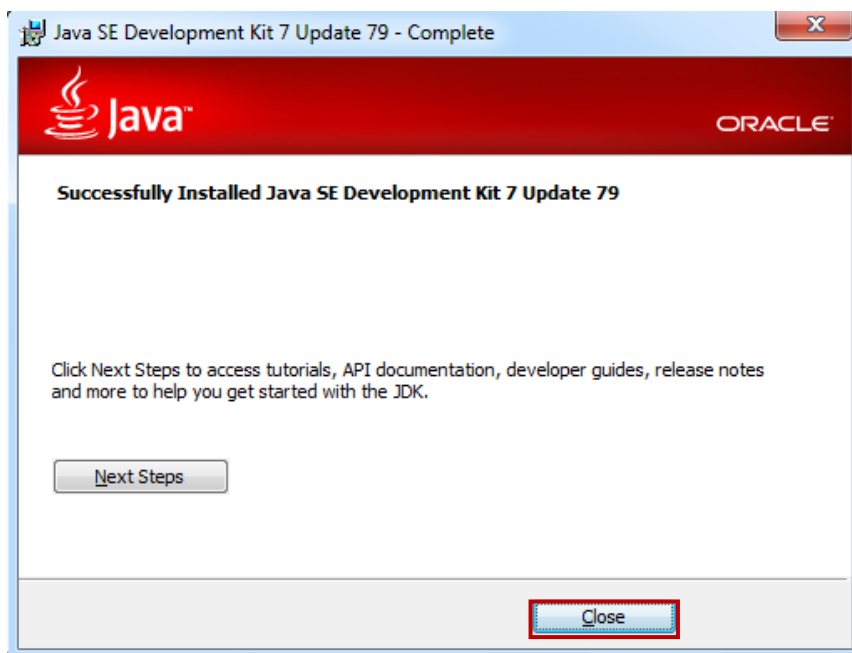 Java SE Development Kit 7 Update 79 - Complete
Java™
ORACLE®
Successfully Installed Java SE Development Kit 7 Update 79
Click Next Steps to access tutorials, API documentation, developer guides, release notes
and more to help you get started with the JDK.
Next Steps
Close